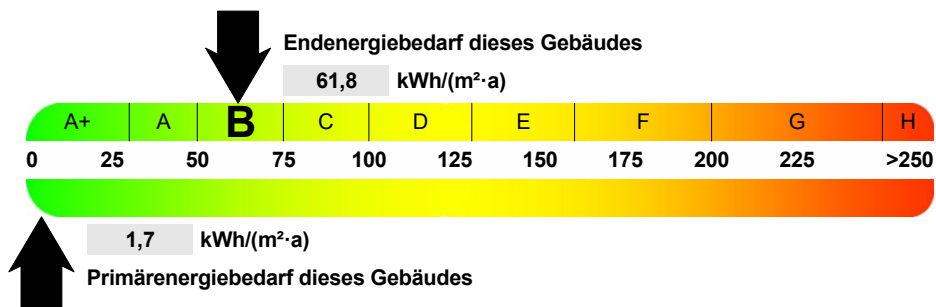 Endenergiebedarf dieses Gebäudes
61,8 kWh/(m²·a)
A+ A B C D E F G H
0 25 50 75 100 125 150 175 200 225 >250
1,7 kWh/(m²·a)
Primärenergiebedarf dieses Gebäudes